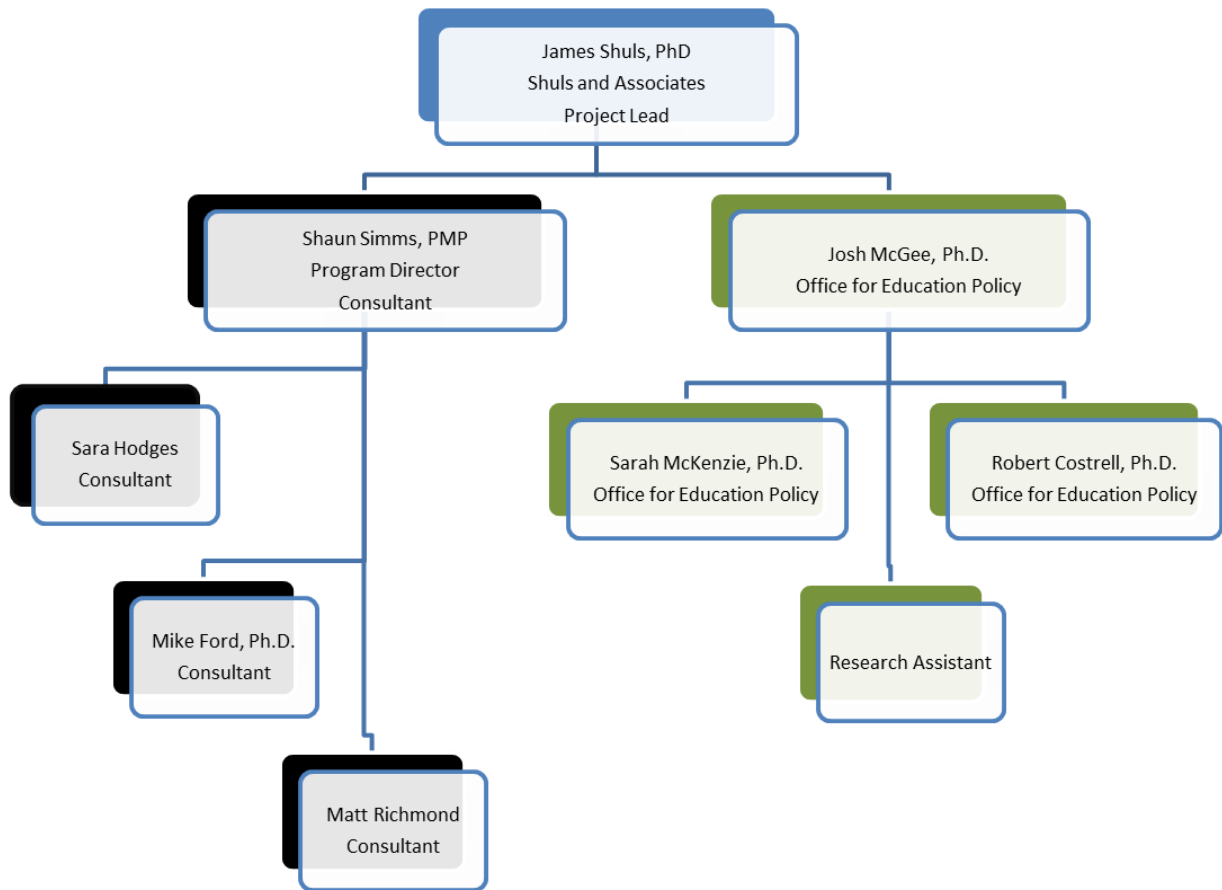 James Shuls, PhD
Shuls and Associates
Project Lead
Shaun Simms, PMP
Program Director
Consultant
Josh McGee, Ph.D.
Office for Education Policy
Sara Hodges
Consultant
Sarah McKenzie, Ph.D.
Office for Education Policy
Robert Costrell, Ph.D.
Office for Education Policy
Mike Ford, Ph.D.
Consultant
Research Assistant
Matt Richmond
Consultant